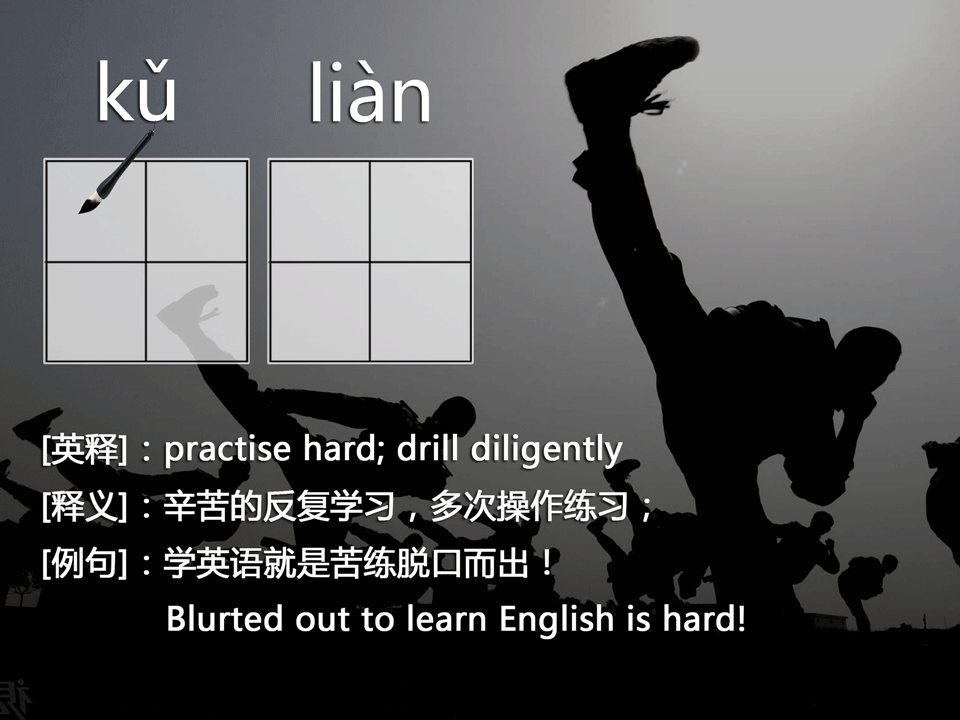 kǔ liàn
[英释]：practise hard; drill diligently
[释义]：辛苦的反复学习，多次操作练习；
[例句]：学英语就是苦练脱口而出！
Blurted out to learn English is hard!